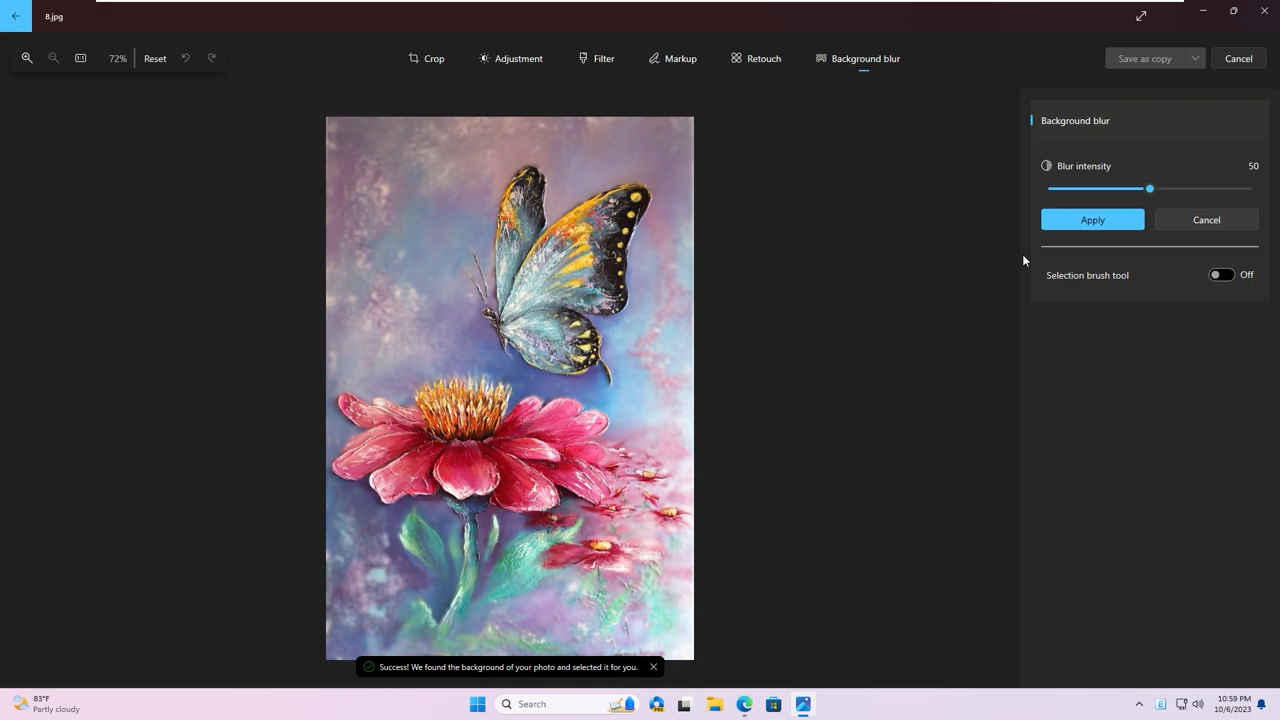 8.jpg
72% Reset Crop Adjustment Filter Markup Retouch Background blur Save as copy Cancel
Background blur
Blur intensity 50
Apply Cancel
Selection brush tool Off
Success! We found the background of your photo and selected it for you.
83°F
Partly cloudy
Search
10:59 PM
10/6/2023